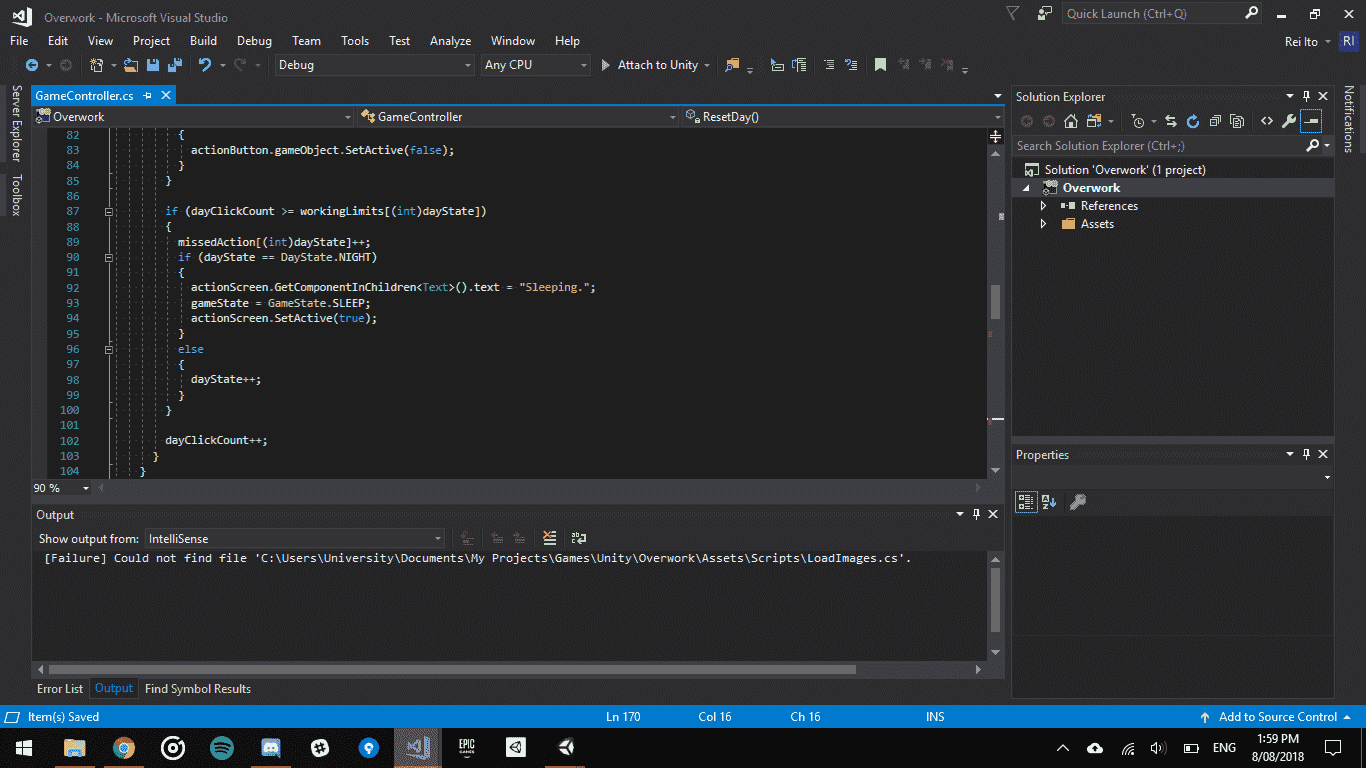 Overwork - Microsoft Visual Studio
Quick Launch (Ctrl+Q)
File Edit View Project Build Debug Team Tools Test Analyze Window Help
Rei Ito RI
Debug Any CPU Attach to Unity
Server Explorer
Toolbox
GameController.cs
Overwork GameController ResetDay()
82 {
83 actionButton.gameObject.SetActive(false);
84 }
85 }
86
87 if (dayClickCount >= workingLimits[(int)dayState])
88 {
89 missedAction[(int)dayState]++;
90 if (dayState == DayState.NIGHT)
91 {
92 actionScreen.GetComponentInChildren<Text>().text = "Sleeping.";
93 gameState = GameState.SLEEP;
94 actionScreen.SetActive(true);
95 }
96 else
97 {
98 dayState++;
99 }
100 }
101
102 dayClickCount++;
103 }
104 }
90 %
Output
Show output from: IntelliSense
[Failure] Could not find file 'C:\Users\University\Documents\My Projects\Games\Unity\Overwork\Assets\Scripts\LoadImages.cs'.
Error List Output Find Symbol Results
Solution Explorer
Search Solution Explorer (Ctrl+;)
Solution 'Overwork' (1 project)
Overwork
References
Assets
Properties
Notifications
Item(s) Saved Ln 170 Col 16 Ch 16 INS Add to Source Control
EPIC GAMES
ENG
1:59 PM
8/08/2018